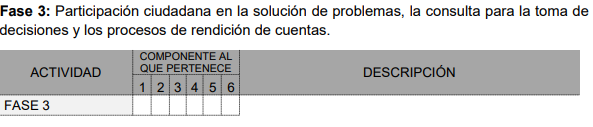 Fase 3: Participación ciudadana en la solución de problemas, la consulta para la toma de
decisiones y los procesos de rendición de cuentas.
ACTIVIDAD
COMPONENTE AL
QUE PERTENECE
DESCRIPCIÓN
1 2 3 4 5 6
FASE 3